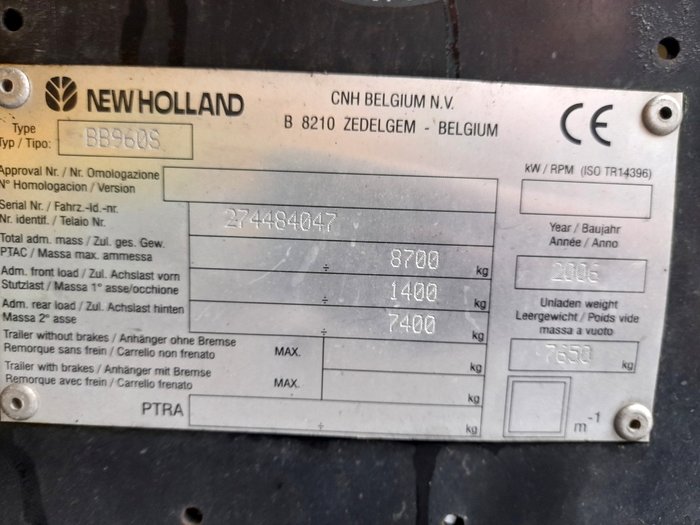 NEW HOLLAND
CNH BELGIUM N.V.
B 8210 ZEDELGEM - BELGIUM
CE
Type
Typ / Tipo: BB960S
Approval Nr. / Nr. Omologazione
N° Homologacion / Version
kW / RPM (ISO TR14396)
Serial Nr. / Fahrz.-Id.-nr.
Nr. identif. / Telaio Nr. 274484047
Year / Baujahr
Année / Anno
2006
Total adm. mass / Zul. ges. Gew.
PTAC / Massa max. ammessa ÷ 8700 kg
Adm. front load / Zul. Achslast vorn
Stutzlast / Massa 1° asse/occhione ÷ 1400 kg
Adm. rear load / Zul. Achslast hinten
Massa 2° asse ÷ 7400 kg
Unladen weight
Leergewicht / Poids vide
massa a vuoto
7650 kg
Trailer without brakes / Anhänger ohne Bremse
Remorque sans frein / Carrello non frenato MAX. kg
Trailer with brakes / Anhänger mit Bremse
Remorque avec frein / Carrello frenato MAX. kg
PTRA ÷ kg
m⁻¹